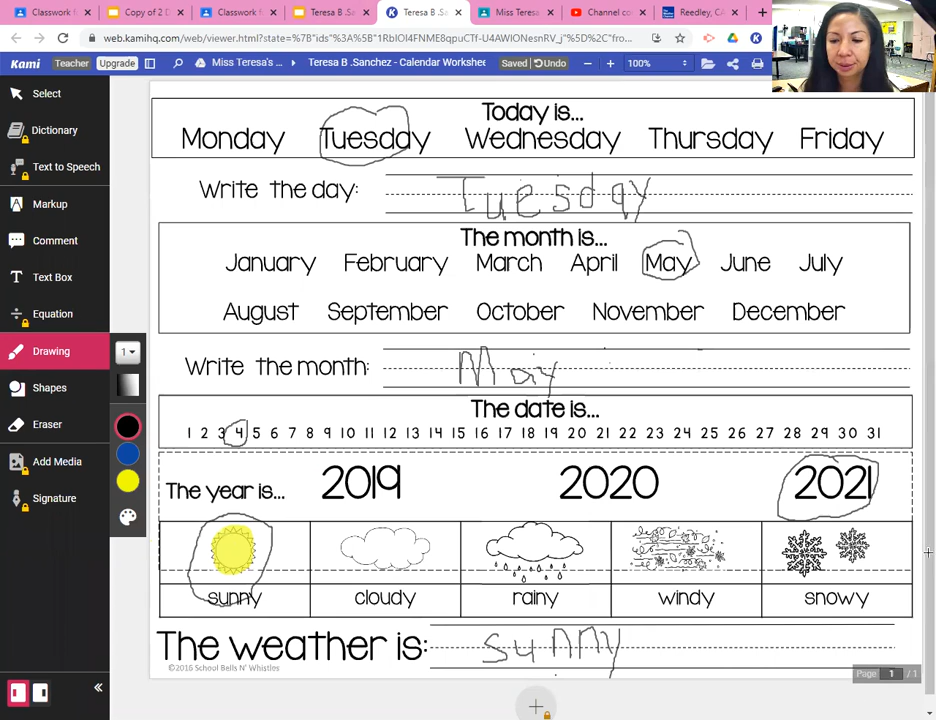 Classwork f
Copy of 2 D
Classwork f
Teresa B .Sa
Teresa B .San
Miss Teresa'
Channel co
Reedley, CA
web.kamihq.com/web/viewer.html?state=%7B"ids"%3A%5B"1RbIOI4FNME8qpuCTf-U4AWIONesnRV_j"%5D%2C"fro...
Kami Teacher Upgrade Miss Teresa's ... Teresa B .Sanchez - Calendar Workshee Saved Undo 100%
Select
Dictionary
Text to Speech
Markup
Comment
Text Box
Equation
Drawing
Shapes
Eraser
Add Media
Signature
1
Today is...
Monday Tuesday Wednesday Thursday Friday
Write the day: Tuesday
The month is...
January February March April May June July
August September October November December
Write the month: May
The date is...
1 2 3 4 5 6 7 8 9 10 11 12 13 14 15 16 17 18 19 20 21 22 23 24 25 26 27 28 29 30 31
The year is... 2019 2020 2021
sunny cloudy rainy windy snowy
The weather is: sunny
©2016 School Bells N' Whistles
Page 1 / 1